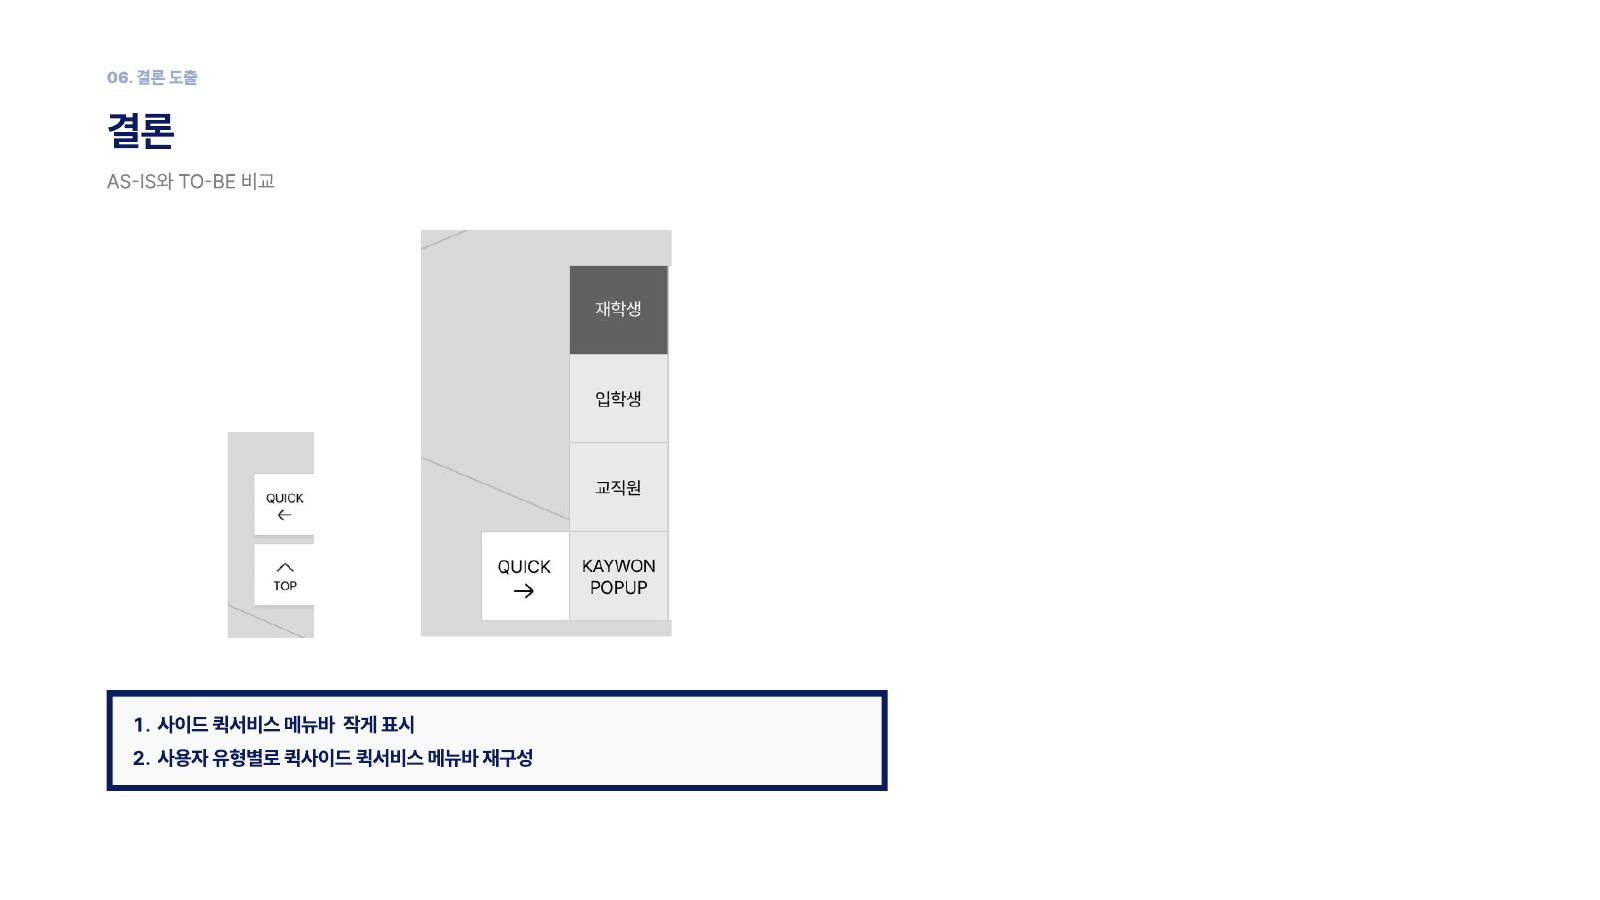 06. 결론 도출
결론
AS-IS와 TO-BE 비교
QUICK
←
TOP
재학생
입학생
교직원
QUICK
→
KAYWON
POPUP
1. 사이드 퀵서비스 메뉴바 작게 표시
2. 사용자 유형별로 퀵사이드 퀵서비스 메뉴바 재구성